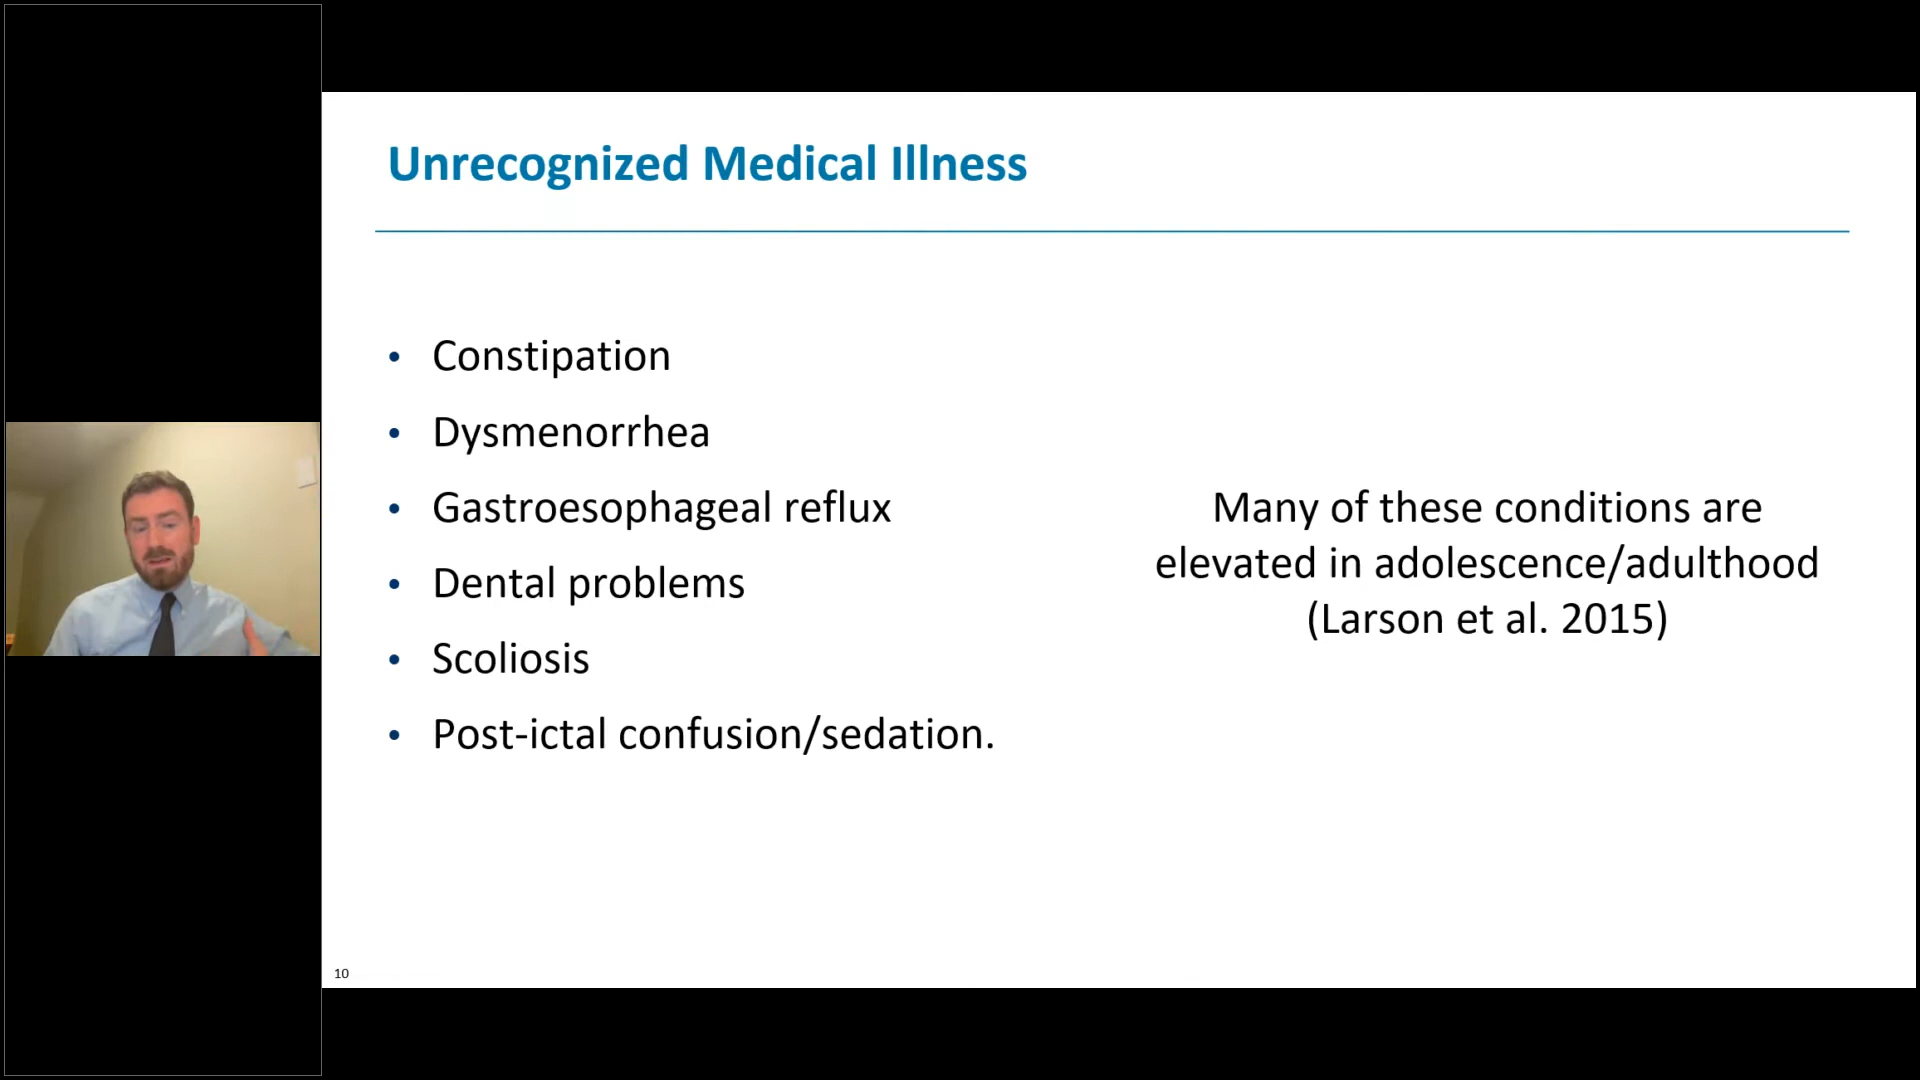 Unrecognized Medical Illness
• Constipation
• Dysmenorrhea
• Gastroesophageal reflux
• Dental problems
• Scoliosis
• Post-ictal confusion/sedation.
Many of these conditions are
elevated in adolescence/adulthood
(Larson et al. 2015)
10